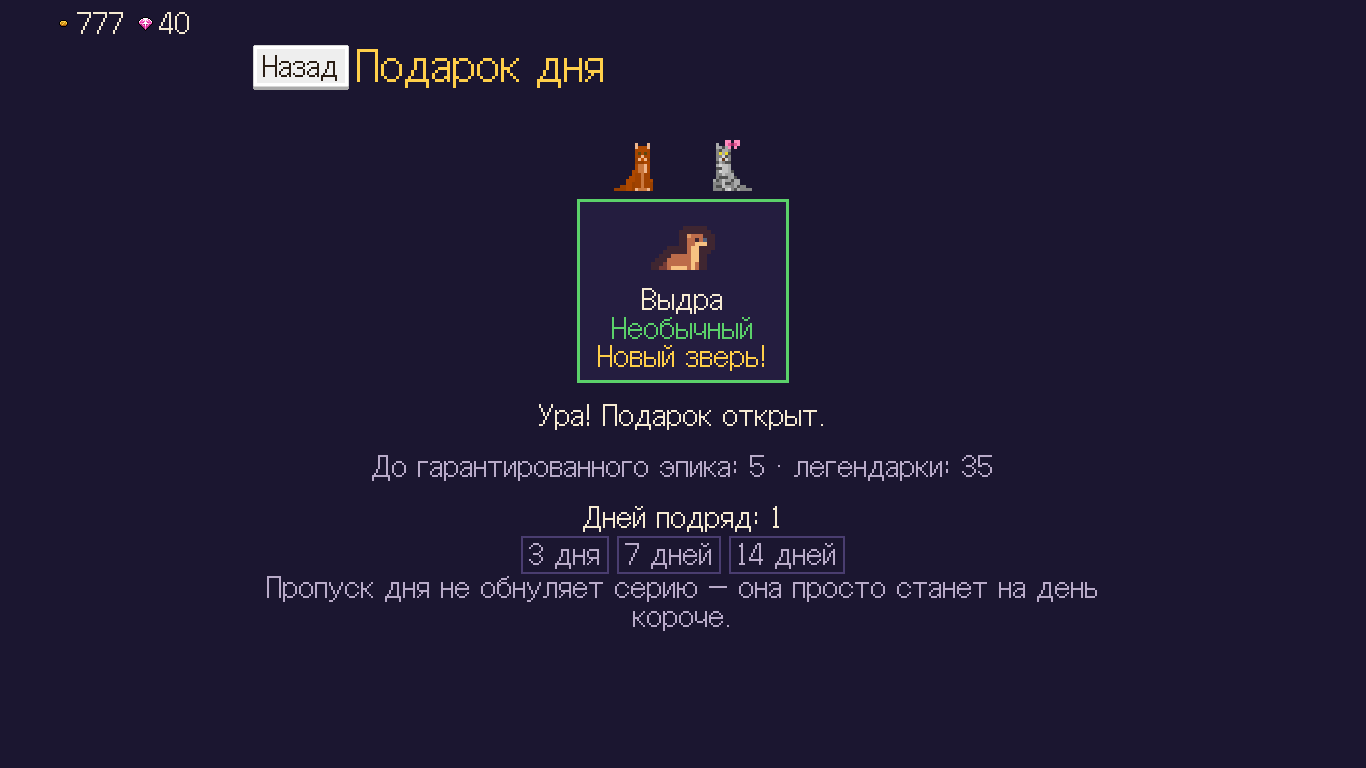 777 40
Назад Подарок дня
Выдра
Необычный
Новый зверь!
Ура! Подарок открыт.
До гарантированного эпика: 5 · легендарки: 35
Дней подряд: 1
3 дня 7 дней 14 дней
Пропуск дня не обнуляет серию — она просто станет на день
короче.